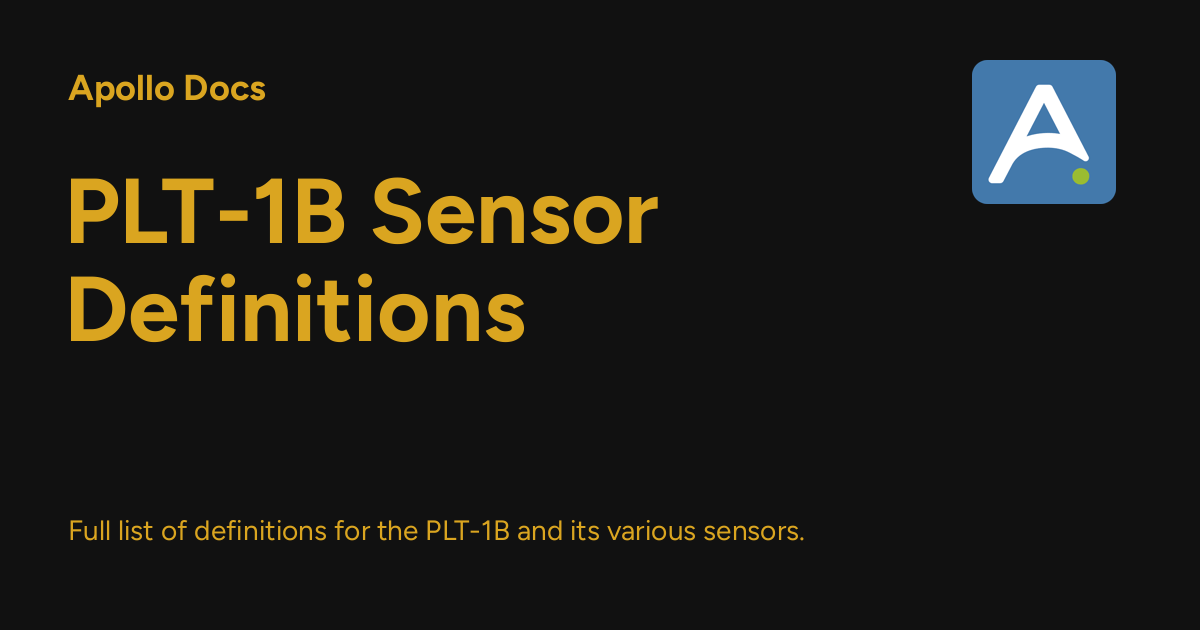 Apollo Docs
PLT-1B Sensor
Definitions
Full list of definitions for the PLT-1B and its various sensors.